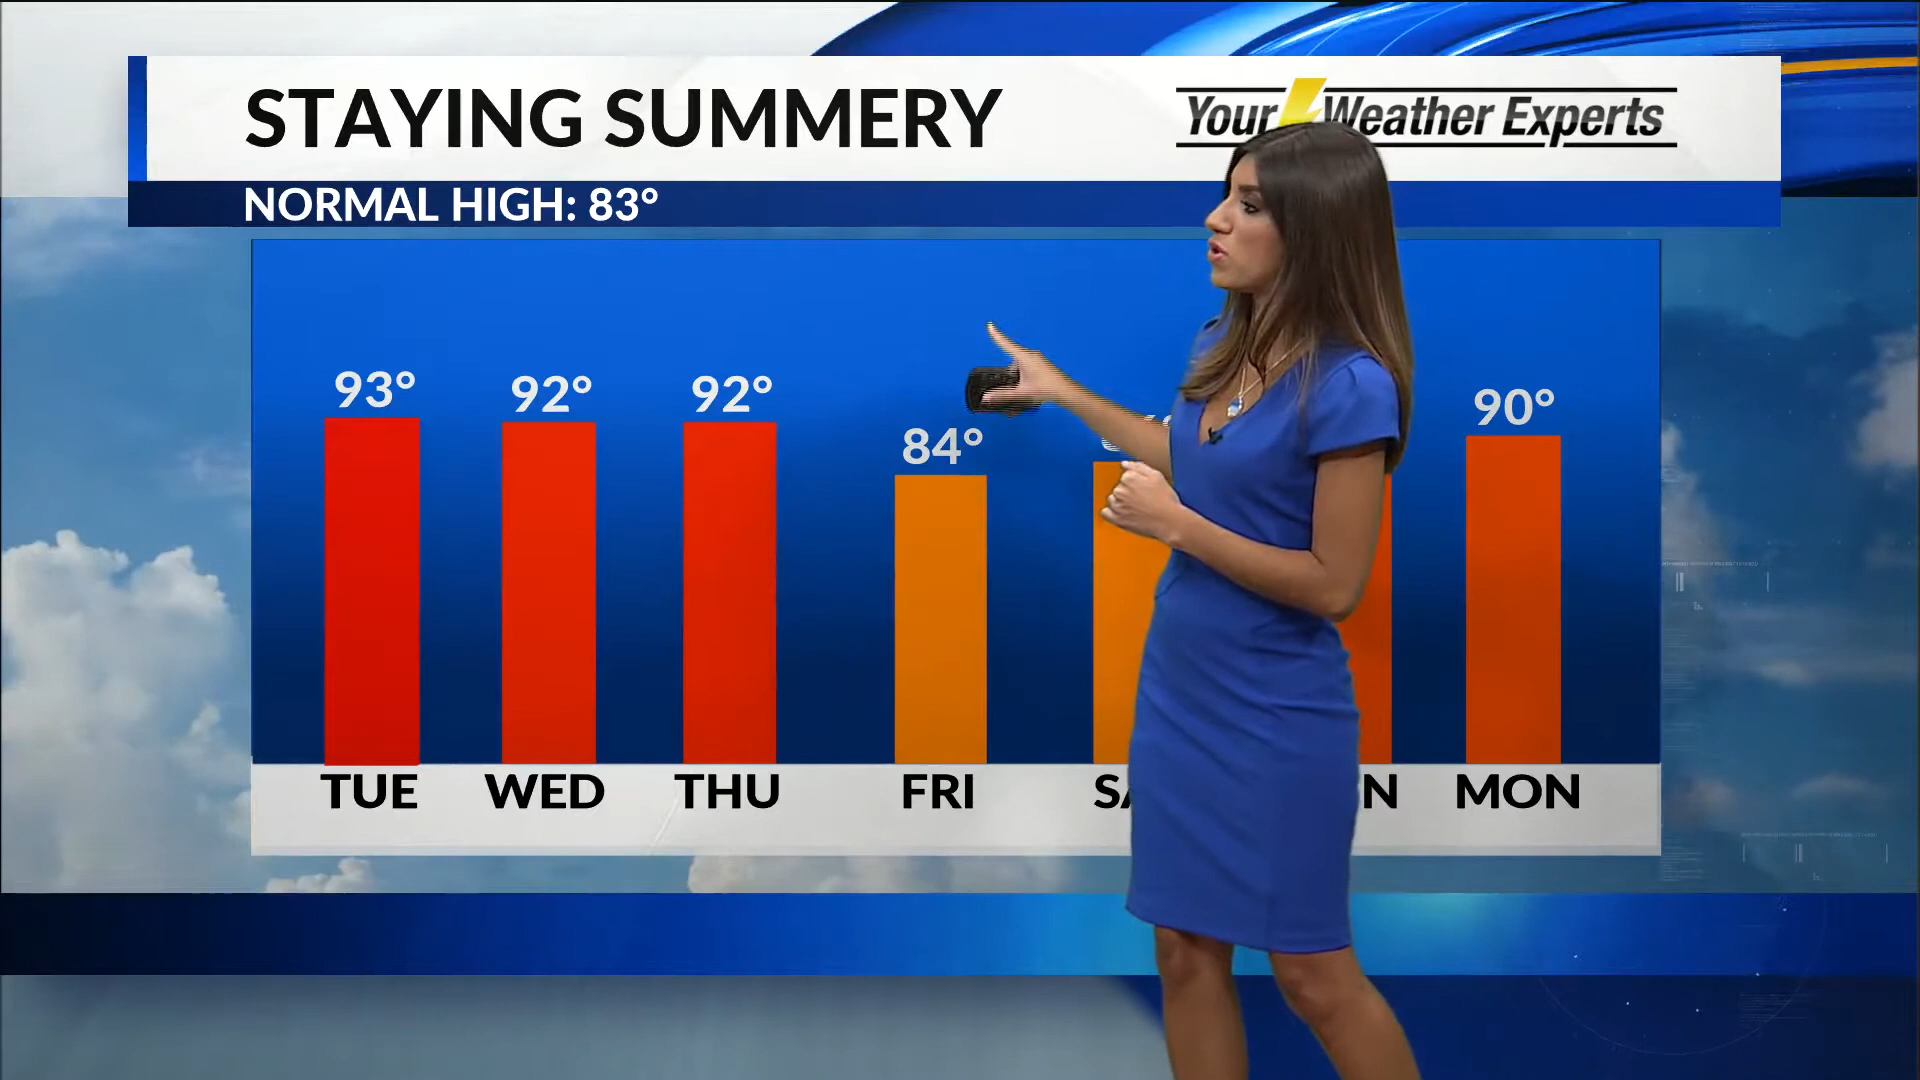 STAYING SUMMERY
Your Weather Experts
NORMAL HIGH: 83°
93°
92°
92°
84°
90°
TUE WED THU FRI MON